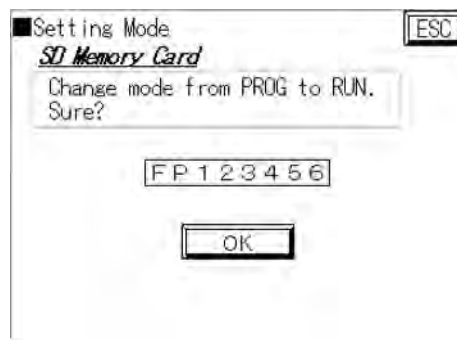 ■Setting Mode
ESC
SD Memory Card
Change mode from PROG to RUN.
Sure?
FP123456
OK